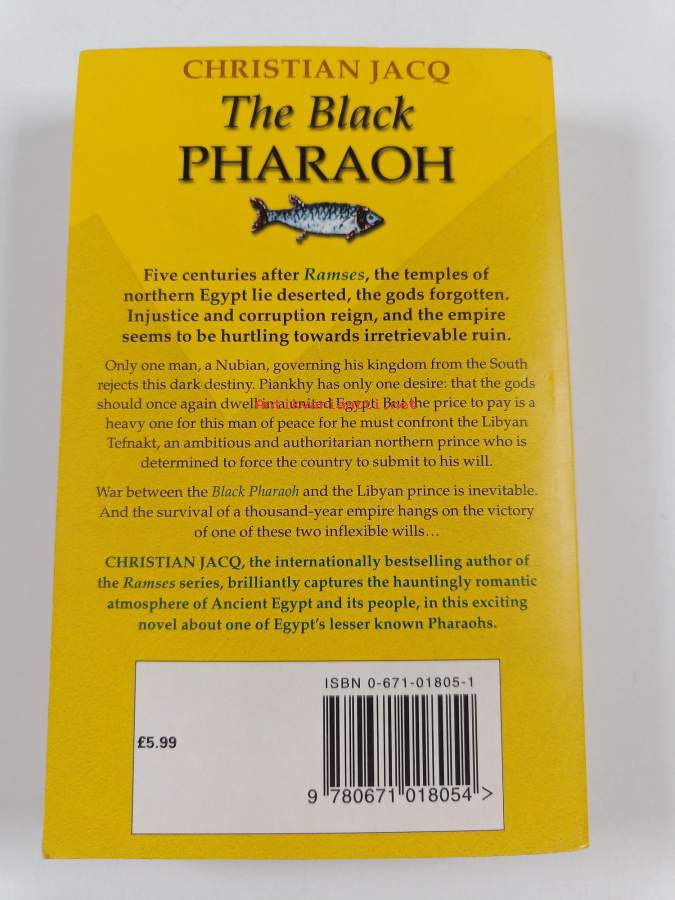 CHRISTIAN JACQ
The Black
PHARAOH
Five centuries after Ramses, the temples of
northern Egypt lie deserted, the gods forgotten.
Injustice and corruption reign, and the empire
seems to be hurtling towards irretrievable ruin.
Only one man, a Nubian, governing his kingdom from the South
rejects this dark destiny. Piankhy has only one desire: that the gods
should once again dwell in a united Egypt. But the price to pay is a
Antikvariaatti.net
heavy one for this man of peace for he must confront the Libyan
Tefnakt, an ambitious and authoritarian northern prince who is
determined to force the country to submit to his will.
War between the Black Pharaoh and the Libyan prince is inevitable.
And the survival of a thousand-year empire hangs on the victory
of one of these two inflexible wills…
CHRISTIAN JACQ, the internationally bestselling author of
the Ramses series, brilliantly captures the hauntingly romantic
atmosphere of Ancient Egypt and its people, in this exciting
novel about one of Egypt's lesser known Pharaohs.
ISBN 0-671-01805-1
£5.99
9 780671 018054 >